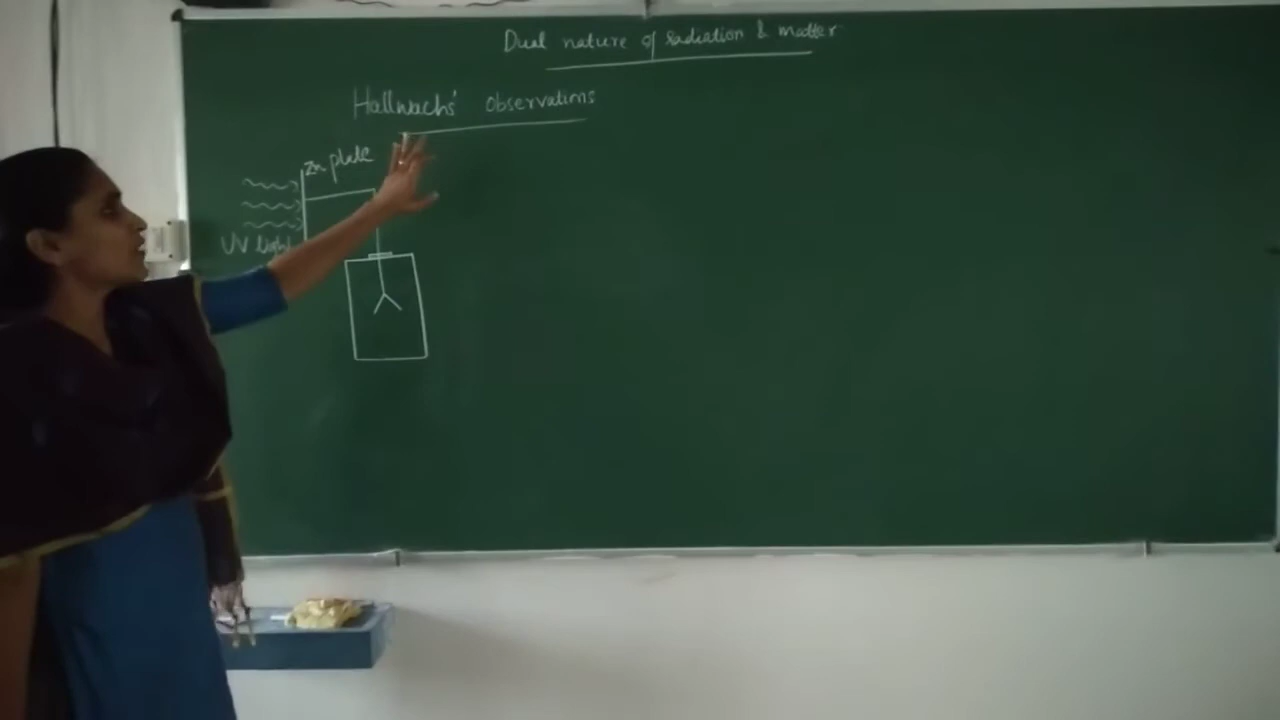 Dual nature of radiation & matter
Hallwachs' observations
Zn plate
UV light